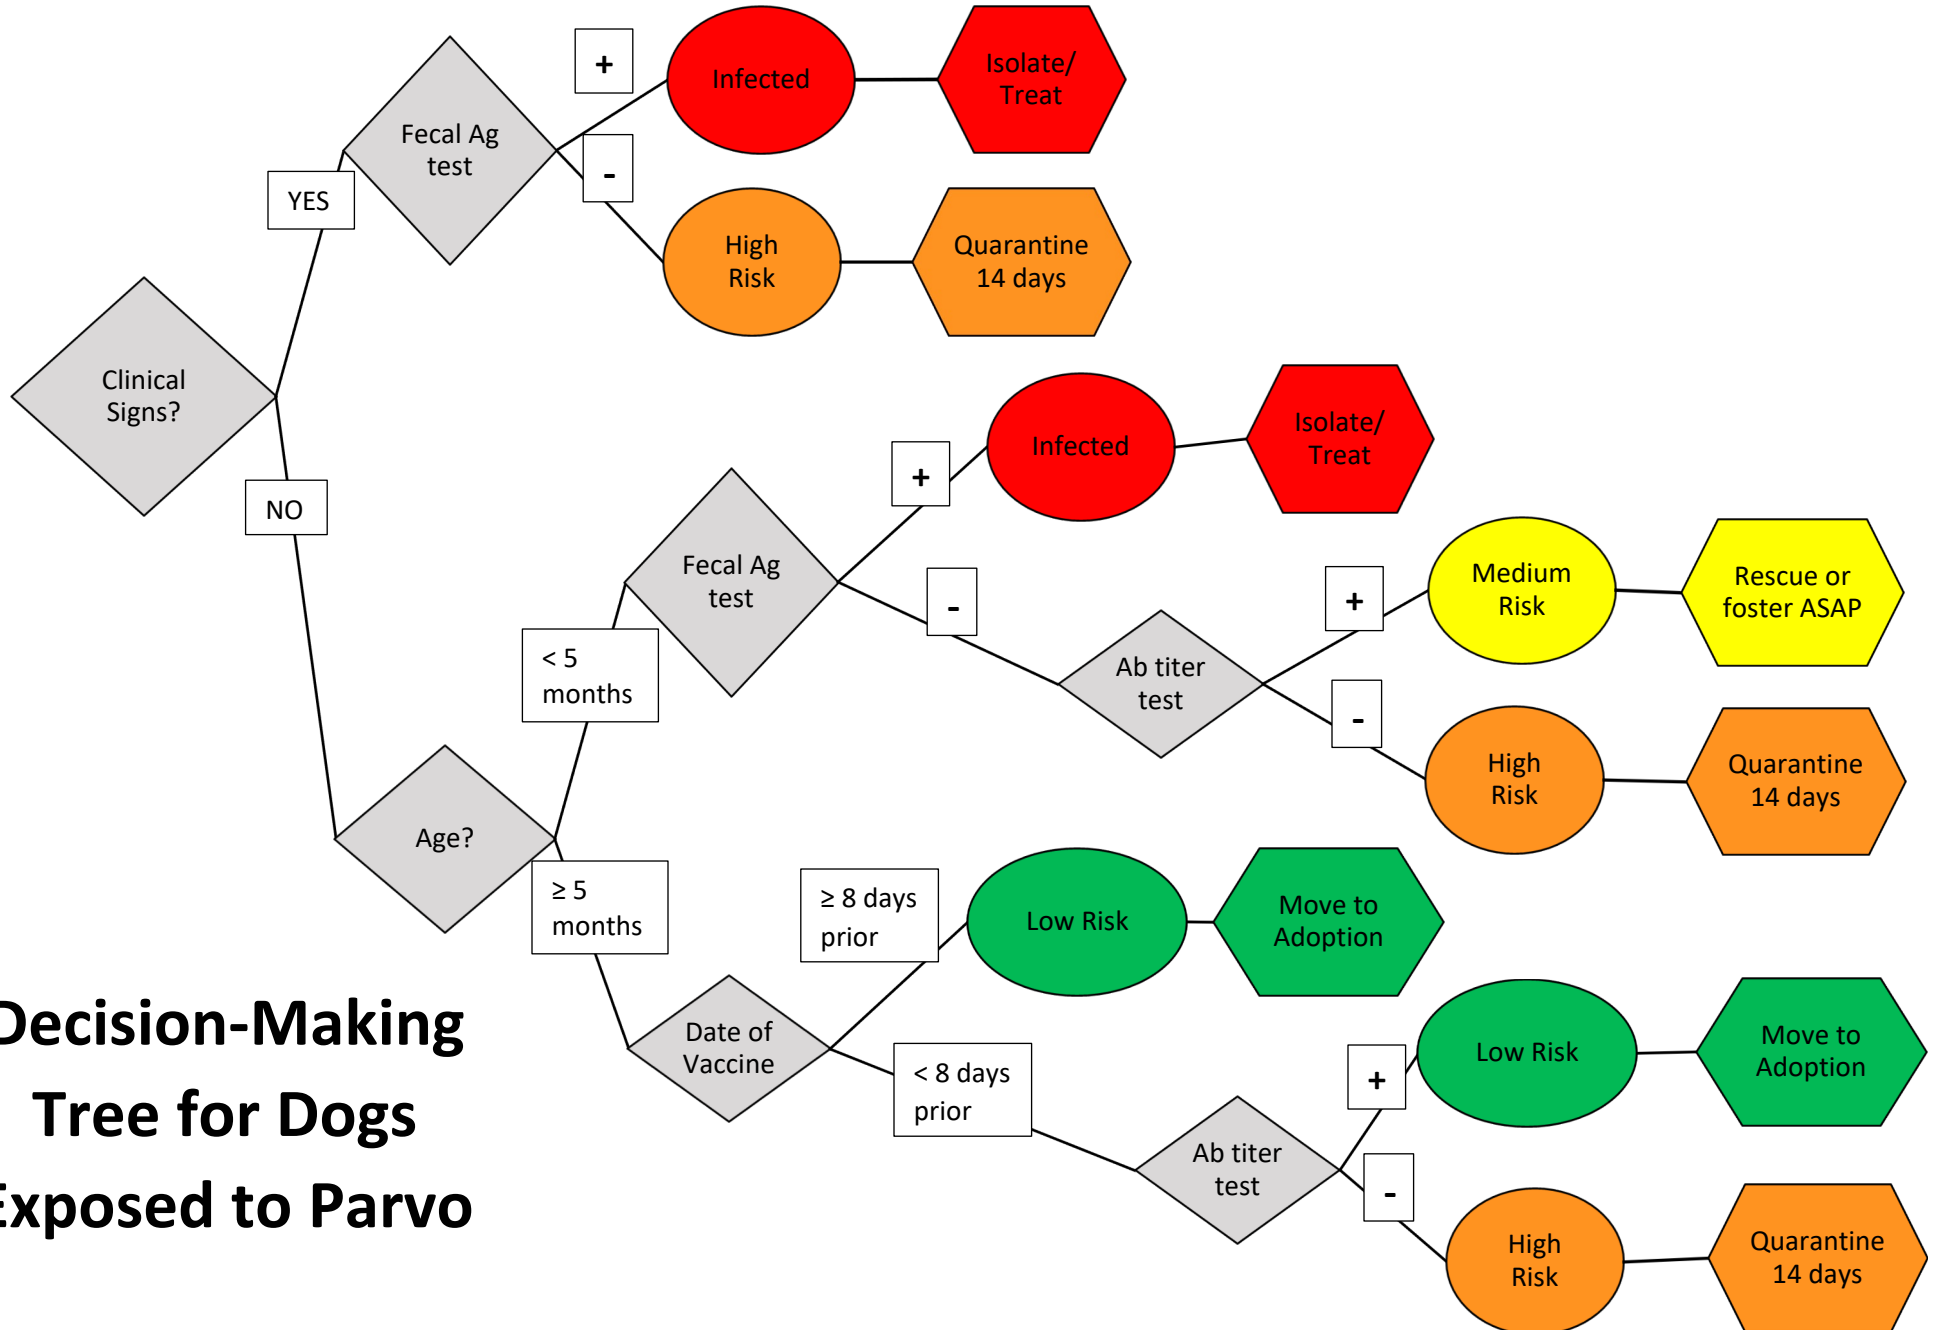 +
Infected
Isolate/
Treat
Fecal Ag
test
-
YES
High
Risk
Quarantine
14 days
Clinical
Signs?
NO
+
Infected
Isolate/
Treat
Fecal Ag
test
-
+
Medium
Risk
Rescue or
foster ASAP
< 5
months
Ab titer
test
-
High
Risk
Quarantine
14 days
Age?
≥ 5
months
≥ 8 days
prior
Low Risk
Move to
Adoption
Date of
Vaccine
< 8 days
prior
+
Low Risk
Move to
Adoption
Ab titer
test
-
High
Risk
Quarantine
14 days
Decision-Making
Tree for Dogs
Exposed to Parvo